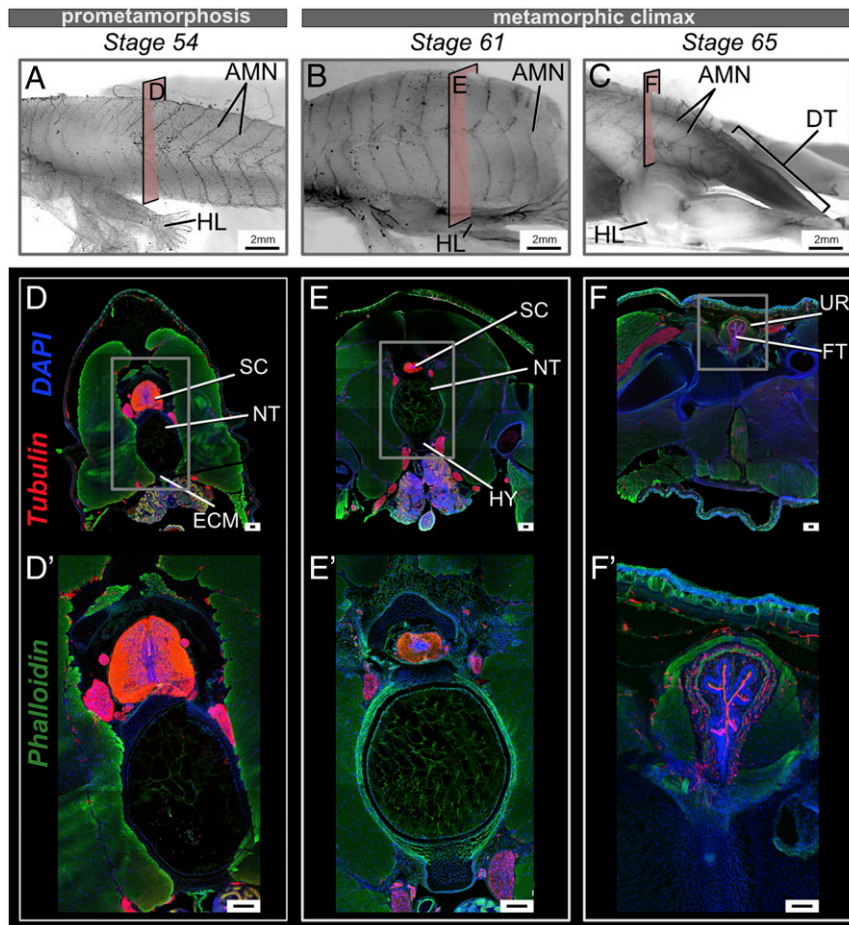 prometamorphosis
metamorphic climax
Stage 54
Stage 61
Stage 65
A
D
AMN
HL
2mm
B
E
AMN
HL
2mm
C
F
AMN
DT
HL
2mm
Tubulin DAPI
Phalloidin
D
SC
NT
ECM
E
SC
NT
HY
F
UR
FT
D'
E'
F'